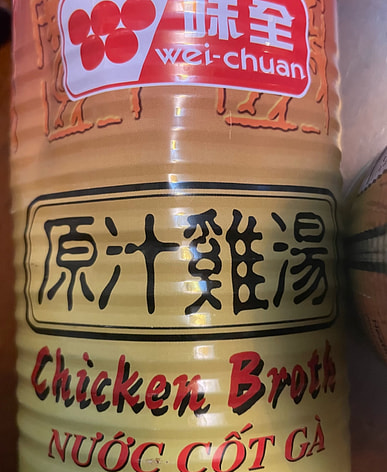 味全
wei-chuan
原汁雞湯
Chicken Broth
NƯỚC CỐT GÀ